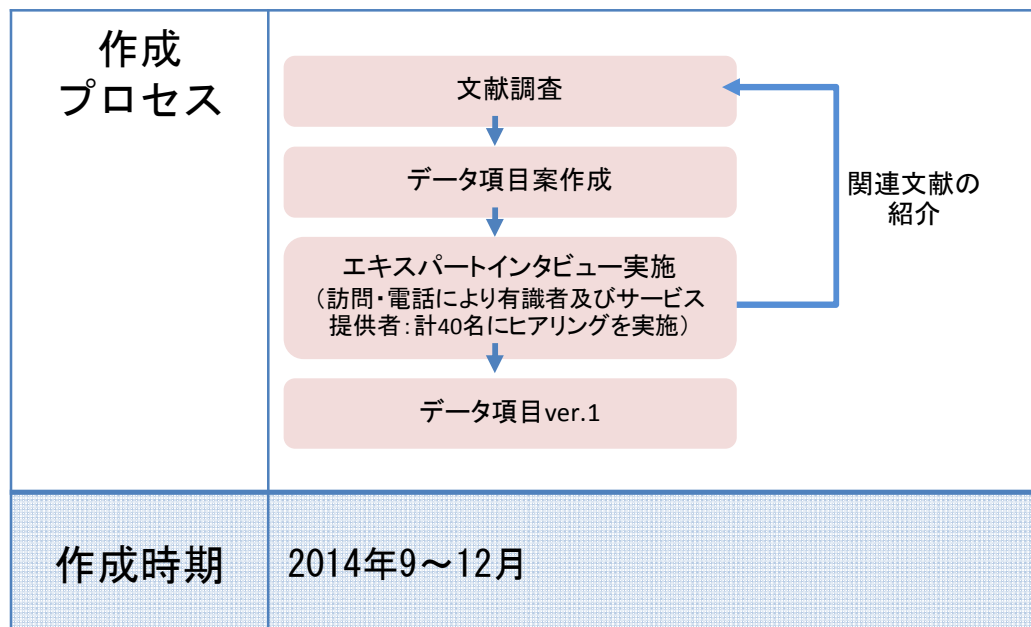 作成
プロセス
文献調査
データ項目案作成
エキスパートインタビュー実施
(訪問・電話により有識者及びサービス
提供者:計40名にヒアリングを実施)
データ項目ver.1
関連文献の
紹介
作成時期
2014年9~12月